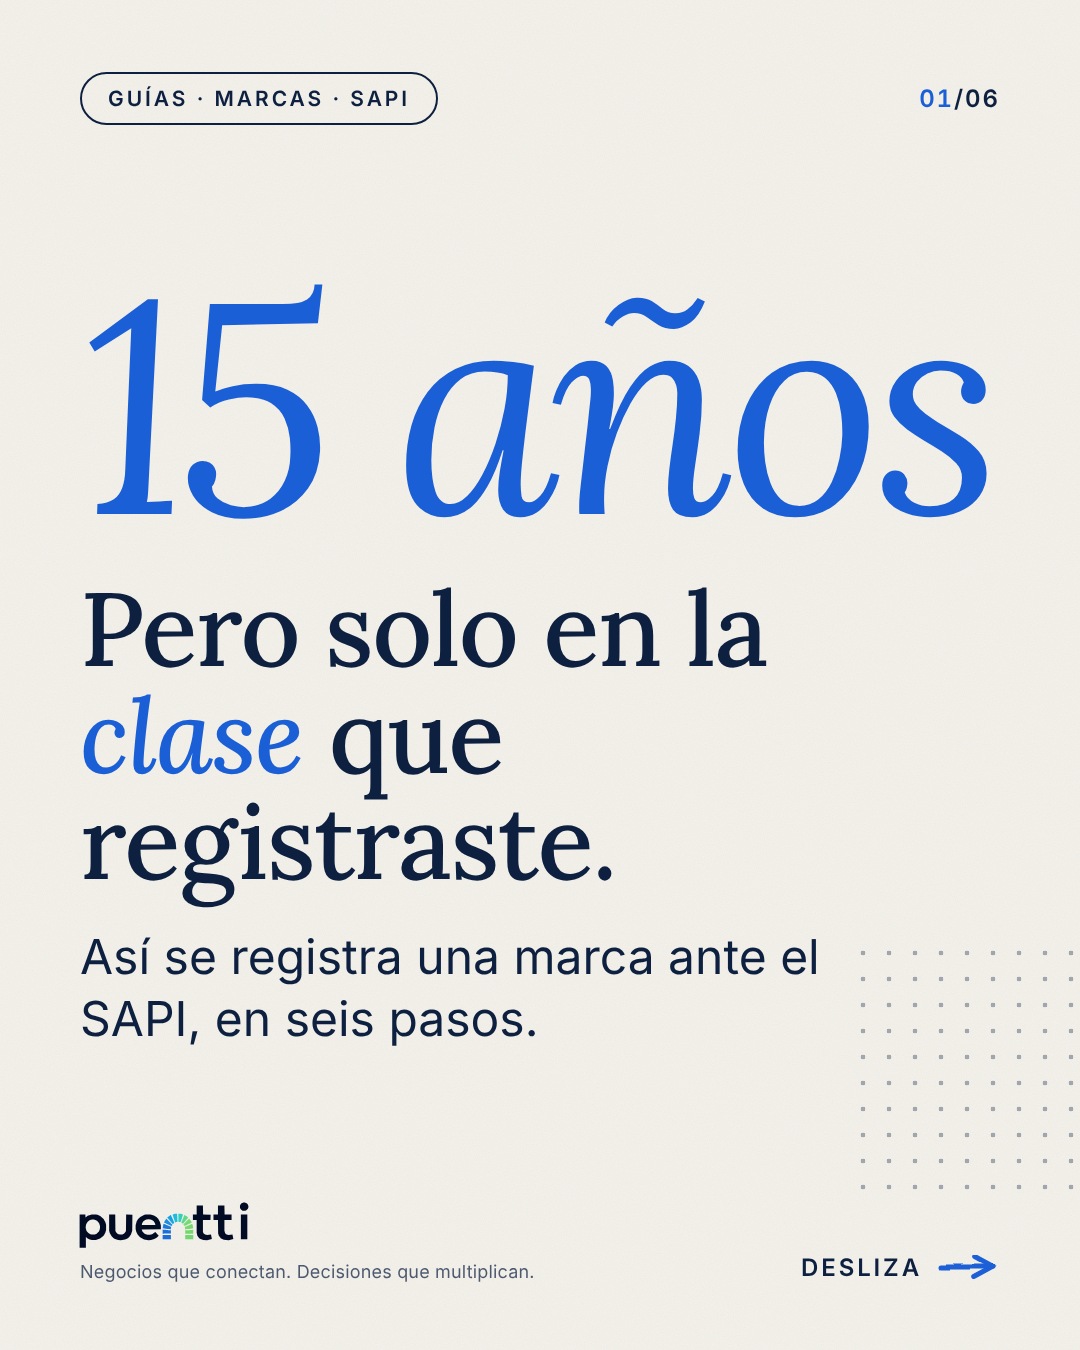 GUÍAS · MARCAS · SAPI
01/06
15 años
Pero solo en la
clase que
registraste.
Así se registra una marca ante el
SAPI, en seis pasos.
puentti
Negocios que conectan. Decisiones que multiplican.
DESLIZA